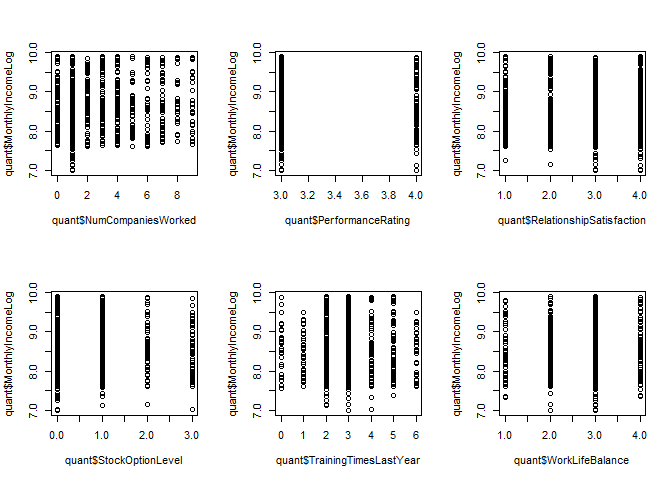 quant$MonthlyIncomeLog
7.0 8.0 9.0 10.0
0 2 4 6 8
quant$NumCompaniesWorked
quant$MonthlyIncomeLog
7.0 8.0 9.0 10.0
3.0 3.2 3.4 3.6 3.8 4.0
quant$PerformanceRating
quant$MonthlyIncomeLog
7.0 8.0 9.0 10.0
1.0 2.0 3.0 4.0
quant$RelationshipSatisfaction
quant$MonthlyIncomeLog
7.0 8.0 9.0 10.0
0.0 1.0 2.0 3.0
quant$StockOptionLevel
quant$MonthlyIncomeLog
7.0 8.0 9.0 10.0
0 1 2 3 4 5 6
quant$TrainingTimesLastYear
quant$MonthlyIncomeLog
7.0 8.0 9.0 10.0
1.0 2.0 3.0 4.0
quant$WorkLifeBalance